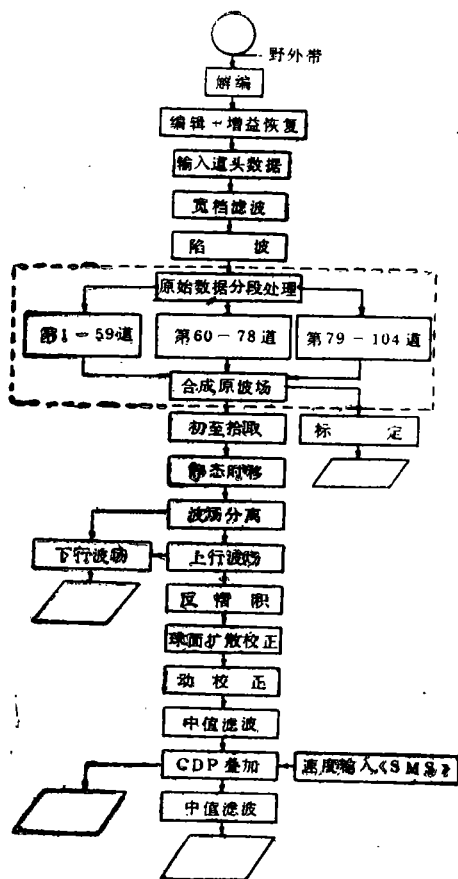 野外带
解编
编辑+增益恢复
输入道头数据
宽档滤波
陷 波
原始数据分段处理
第1-59道
第60-78道
第79-104道
合成原波场
初至拾取
标 定
静态时移
波场分离
下行波场
上行波场
反褶积
球面扩散校正
动校正
中值滤波
CDP叠加
速度输入《SMS》
中值滤波